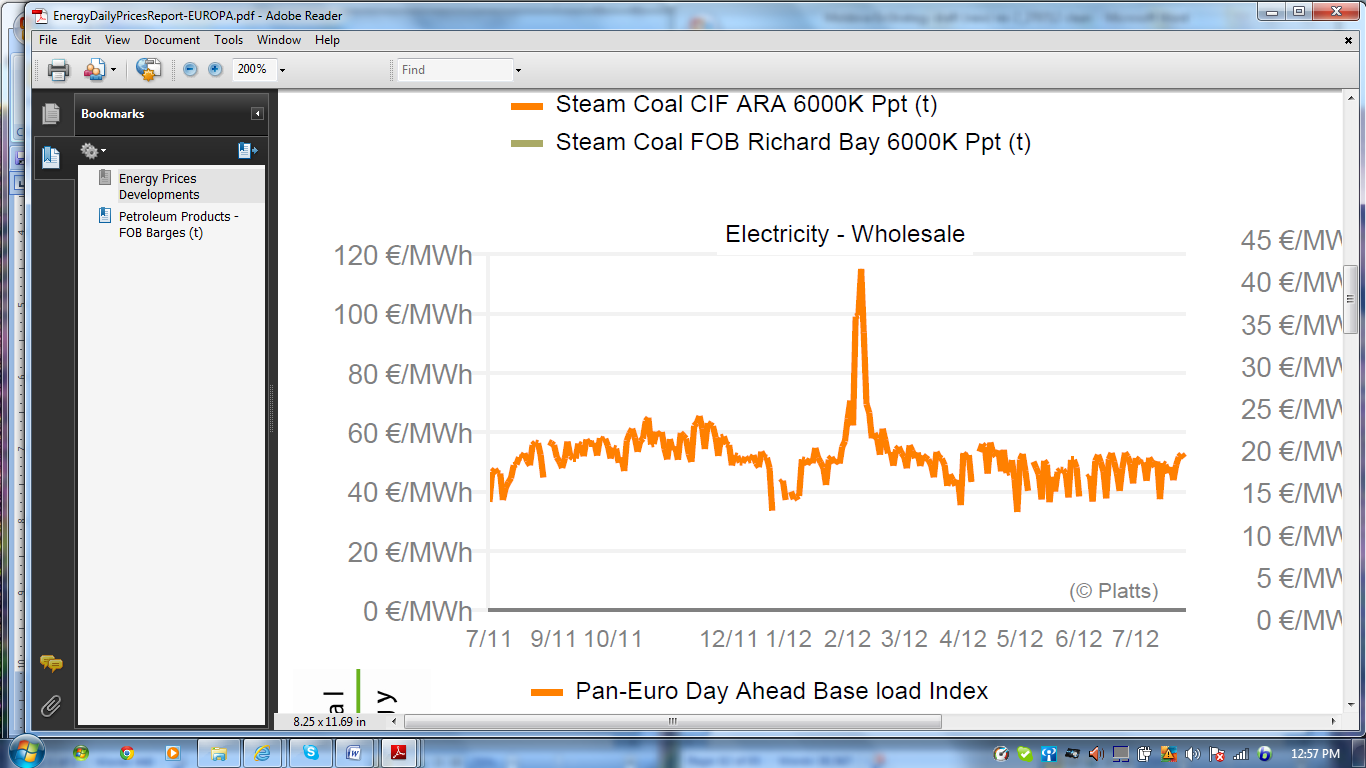 EnergyDailyPricesReport-EUROPA.pdf - Adobe Reader
File Edit View Document Tools Window Help
200%
Find
Bookmarks
Energy Prices
Developments
Petroleum Products -
FOB Barges (t)
Steam Coal CIF ARA 6000K Ppt (t)
Steam Coal FOB Richard Bay 6000K Ppt (t)
Electricity - Wholesale
120 €/MWh
100 €/MWh
80 €/MWh
60 €/MWh
40 €/MWh
20 €/MWh
0 €/MWh
45 €/MW
40 €/MW
35 €/MW
30 €/MW
25 €/MW
20 €/MW
15 €/MW
10 €/MW
5 €/MW
0 €/MW
(© Platts)
7/11 9/11 10/11 12/11 1/12 2/12 3/12 4/12 5/12 6/12 7/12
Pan-Euro Day Ahead Base load Index
8.25 x 11.69 in
12:57 PM